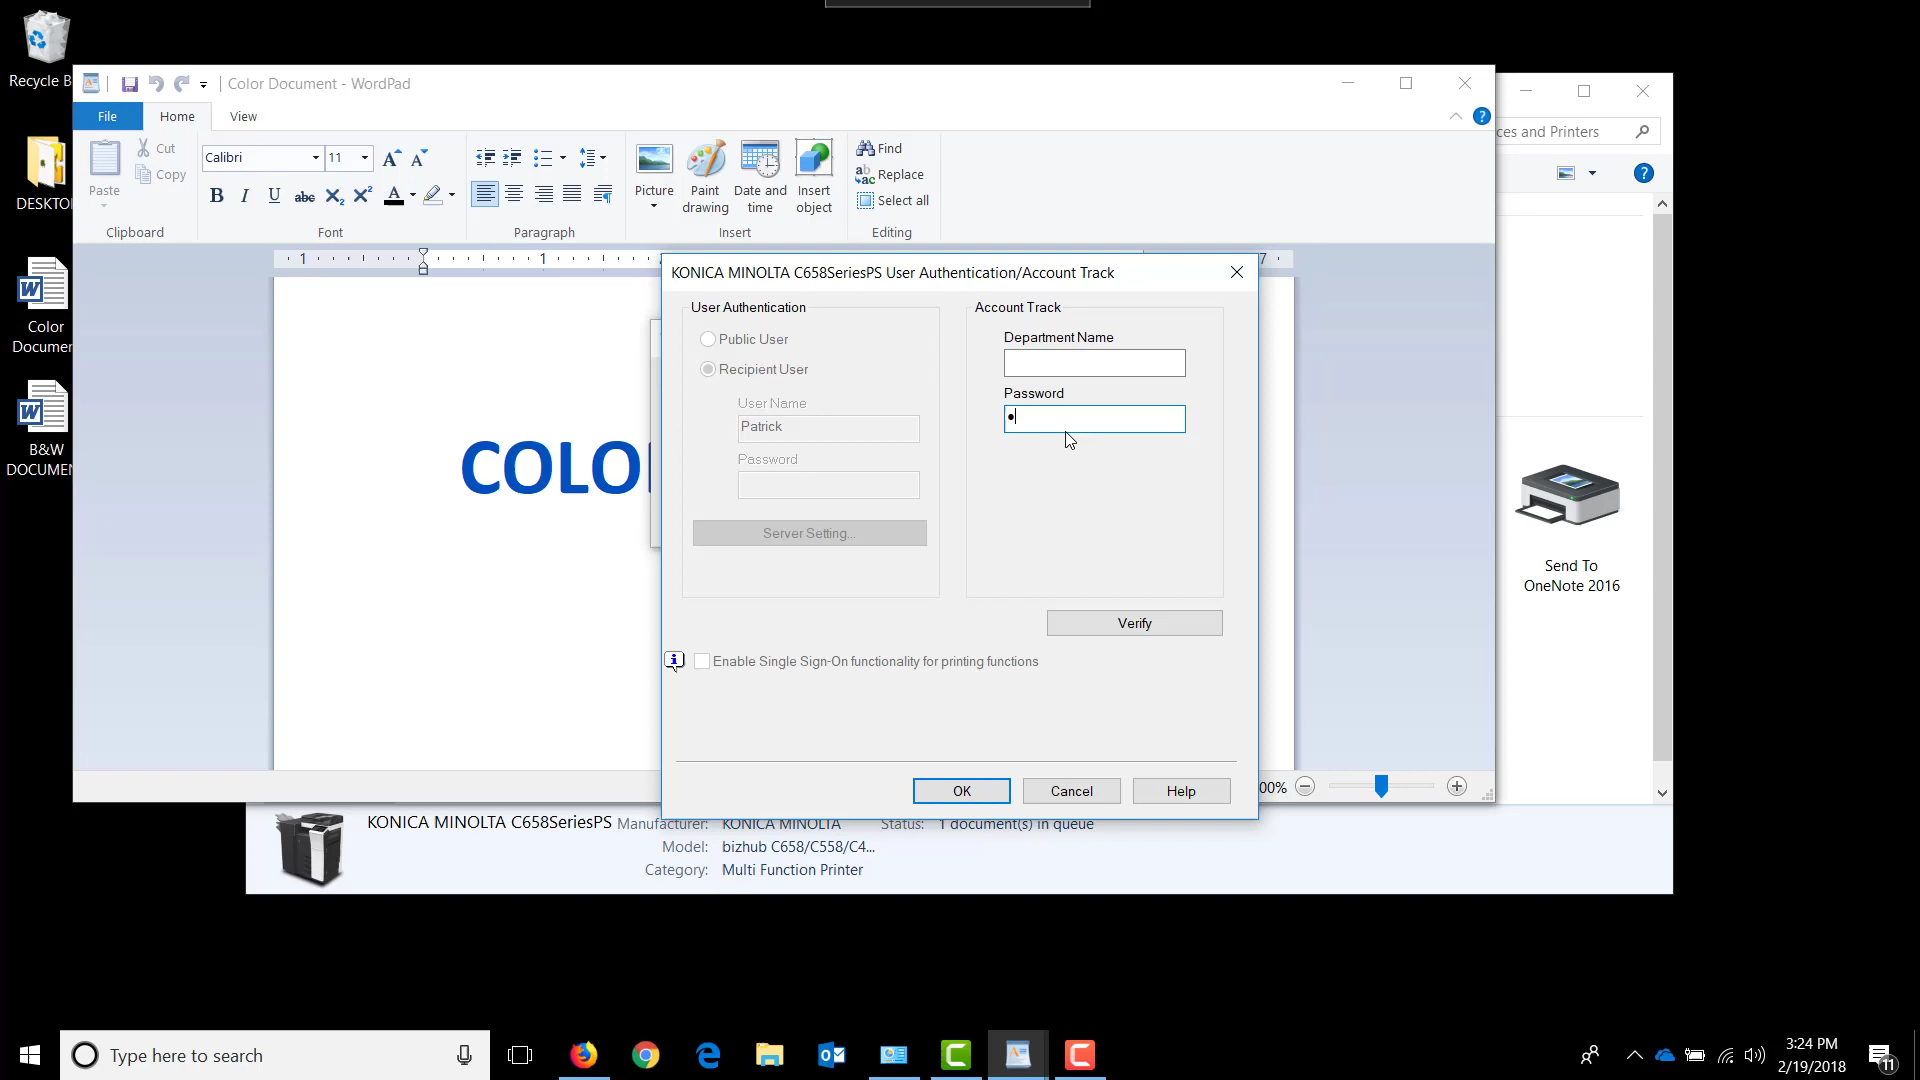 Recycle B
DESKTO
Color
Documen
B&W
DOCUMEN
Color Document - WordPad
File
Home
View
Paste
Cut
Copy
Clipboard
Calibri
11
Font
Paragraph
Picture
Paint
drawing
Date and
time
Insert
object
Insert
Find
Replace
Select all
Editing
ces and Printers
1
1
7
COLO
KONICA MINOLTA C658SeriesPS User Authentication/Account Track
User Authentication
Public User
Recipient User
User Name
Patrick
Password
Server Setting...
Account Track
Department Name
Password
Verify
Enable Single Sign-On functionality for printing functions
OK
Cancel
Help
00%
Send To
OneNote 2016
KONICA MINOLTA C658SeriesPS
Manufacturer: KONICA MINOLTA
Status: 1 document(s) in queue
Model: bizhub C658/C558/C4...
Category: Multi Function Printer
Type here to search
3:24 PM
2/19/2018
11